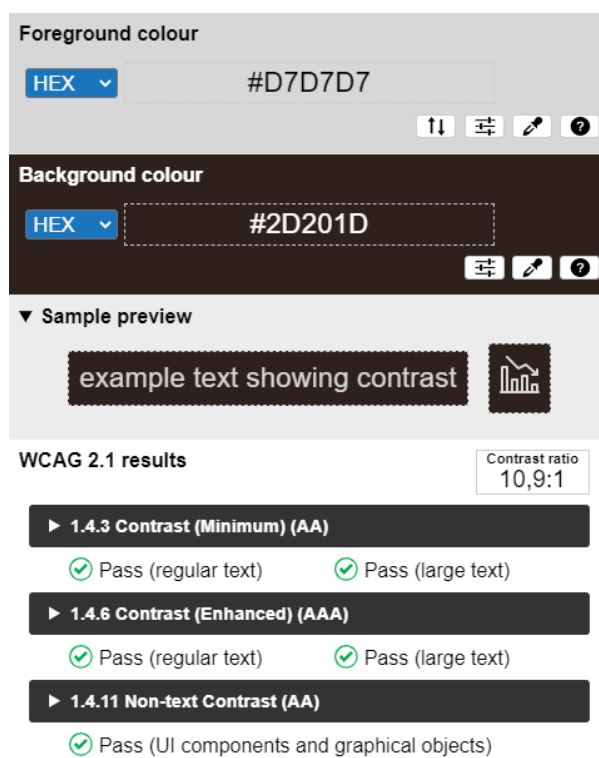 Foreground colour
HEX #D7D7D7
Background colour
HEX #2D201D
▼ Sample preview
example text showing contrast
WCAG 2.1 results
Contrast ratio
10,9:1
▶ 1.4.3 Contrast (Minimum) (AA)
Pass (regular text) Pass (large text)
▶ 1.4.6 Contrast (Enhanced) (AAA)
Pass (regular text) Pass (large text)
▶ 1.4.11 Non-text Contrast (AA)
Pass (UI components and graphical objects)